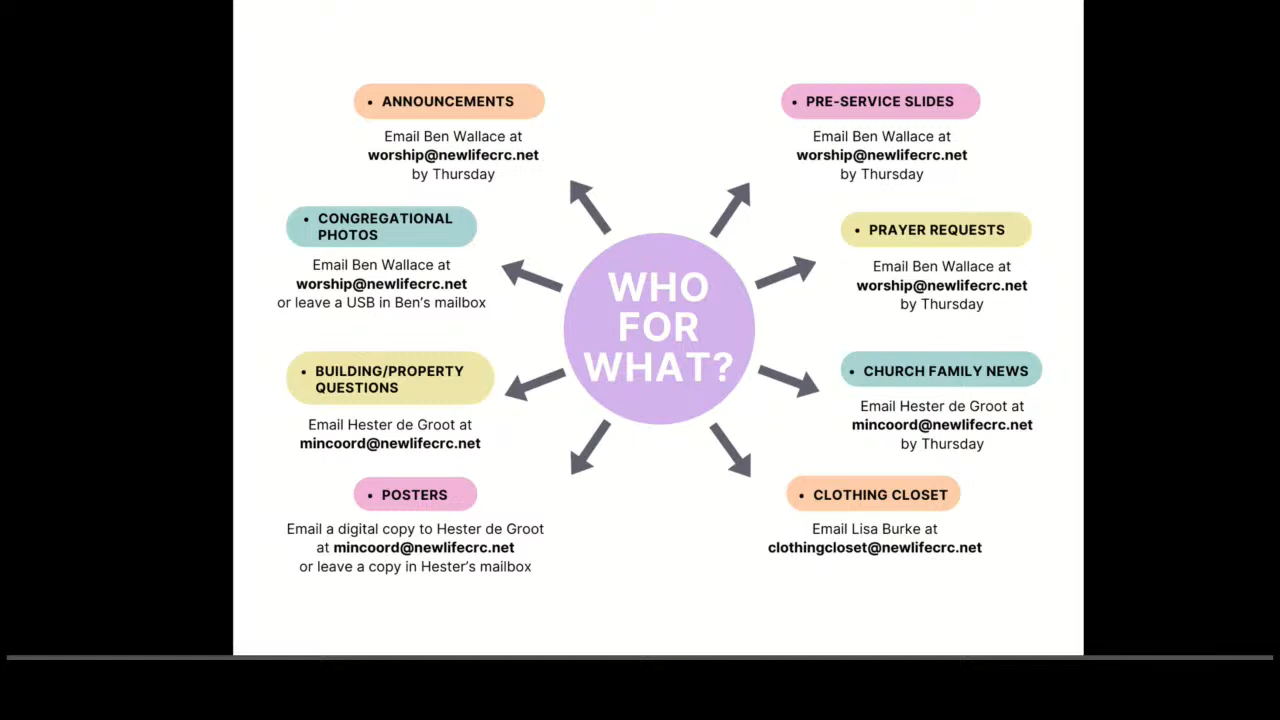 • ANNOUNCEMENTS
Email Ben Wallace at
worship@newlifecrc.net
by Thursday
• PRE-SERVICE SLIDES
Email Ben Wallace at
worship@newlifecrc.net
by Thursday
• CONGREGATIONAL
PHOTOS
Email Ben Wallace at
worship@newlifecrc.net
or leave a USB in Ben's mailbox
• PRAYER REQUESTS
Email Ben Wallace at
worship@newlifecrc.net
by Thursday
WHO
FOR
WHAT?
• BUILDING/PROPERTY
QUESTIONS
Email Hester de Groot at
mincoord@newlifecrc.net
• CHURCH FAMILY NEWS
Email Hester de Groot at
mincoord@newlifecrc.net
by Thursday
• POSTERS
Email a digital copy to Hester de Groot
at mincoord@newlifecrc.net
or leave a copy in Hester's mailbox
• CLOTHING CLOSET
Email Lisa Burke at
clothingcloset@newlifecrc.net